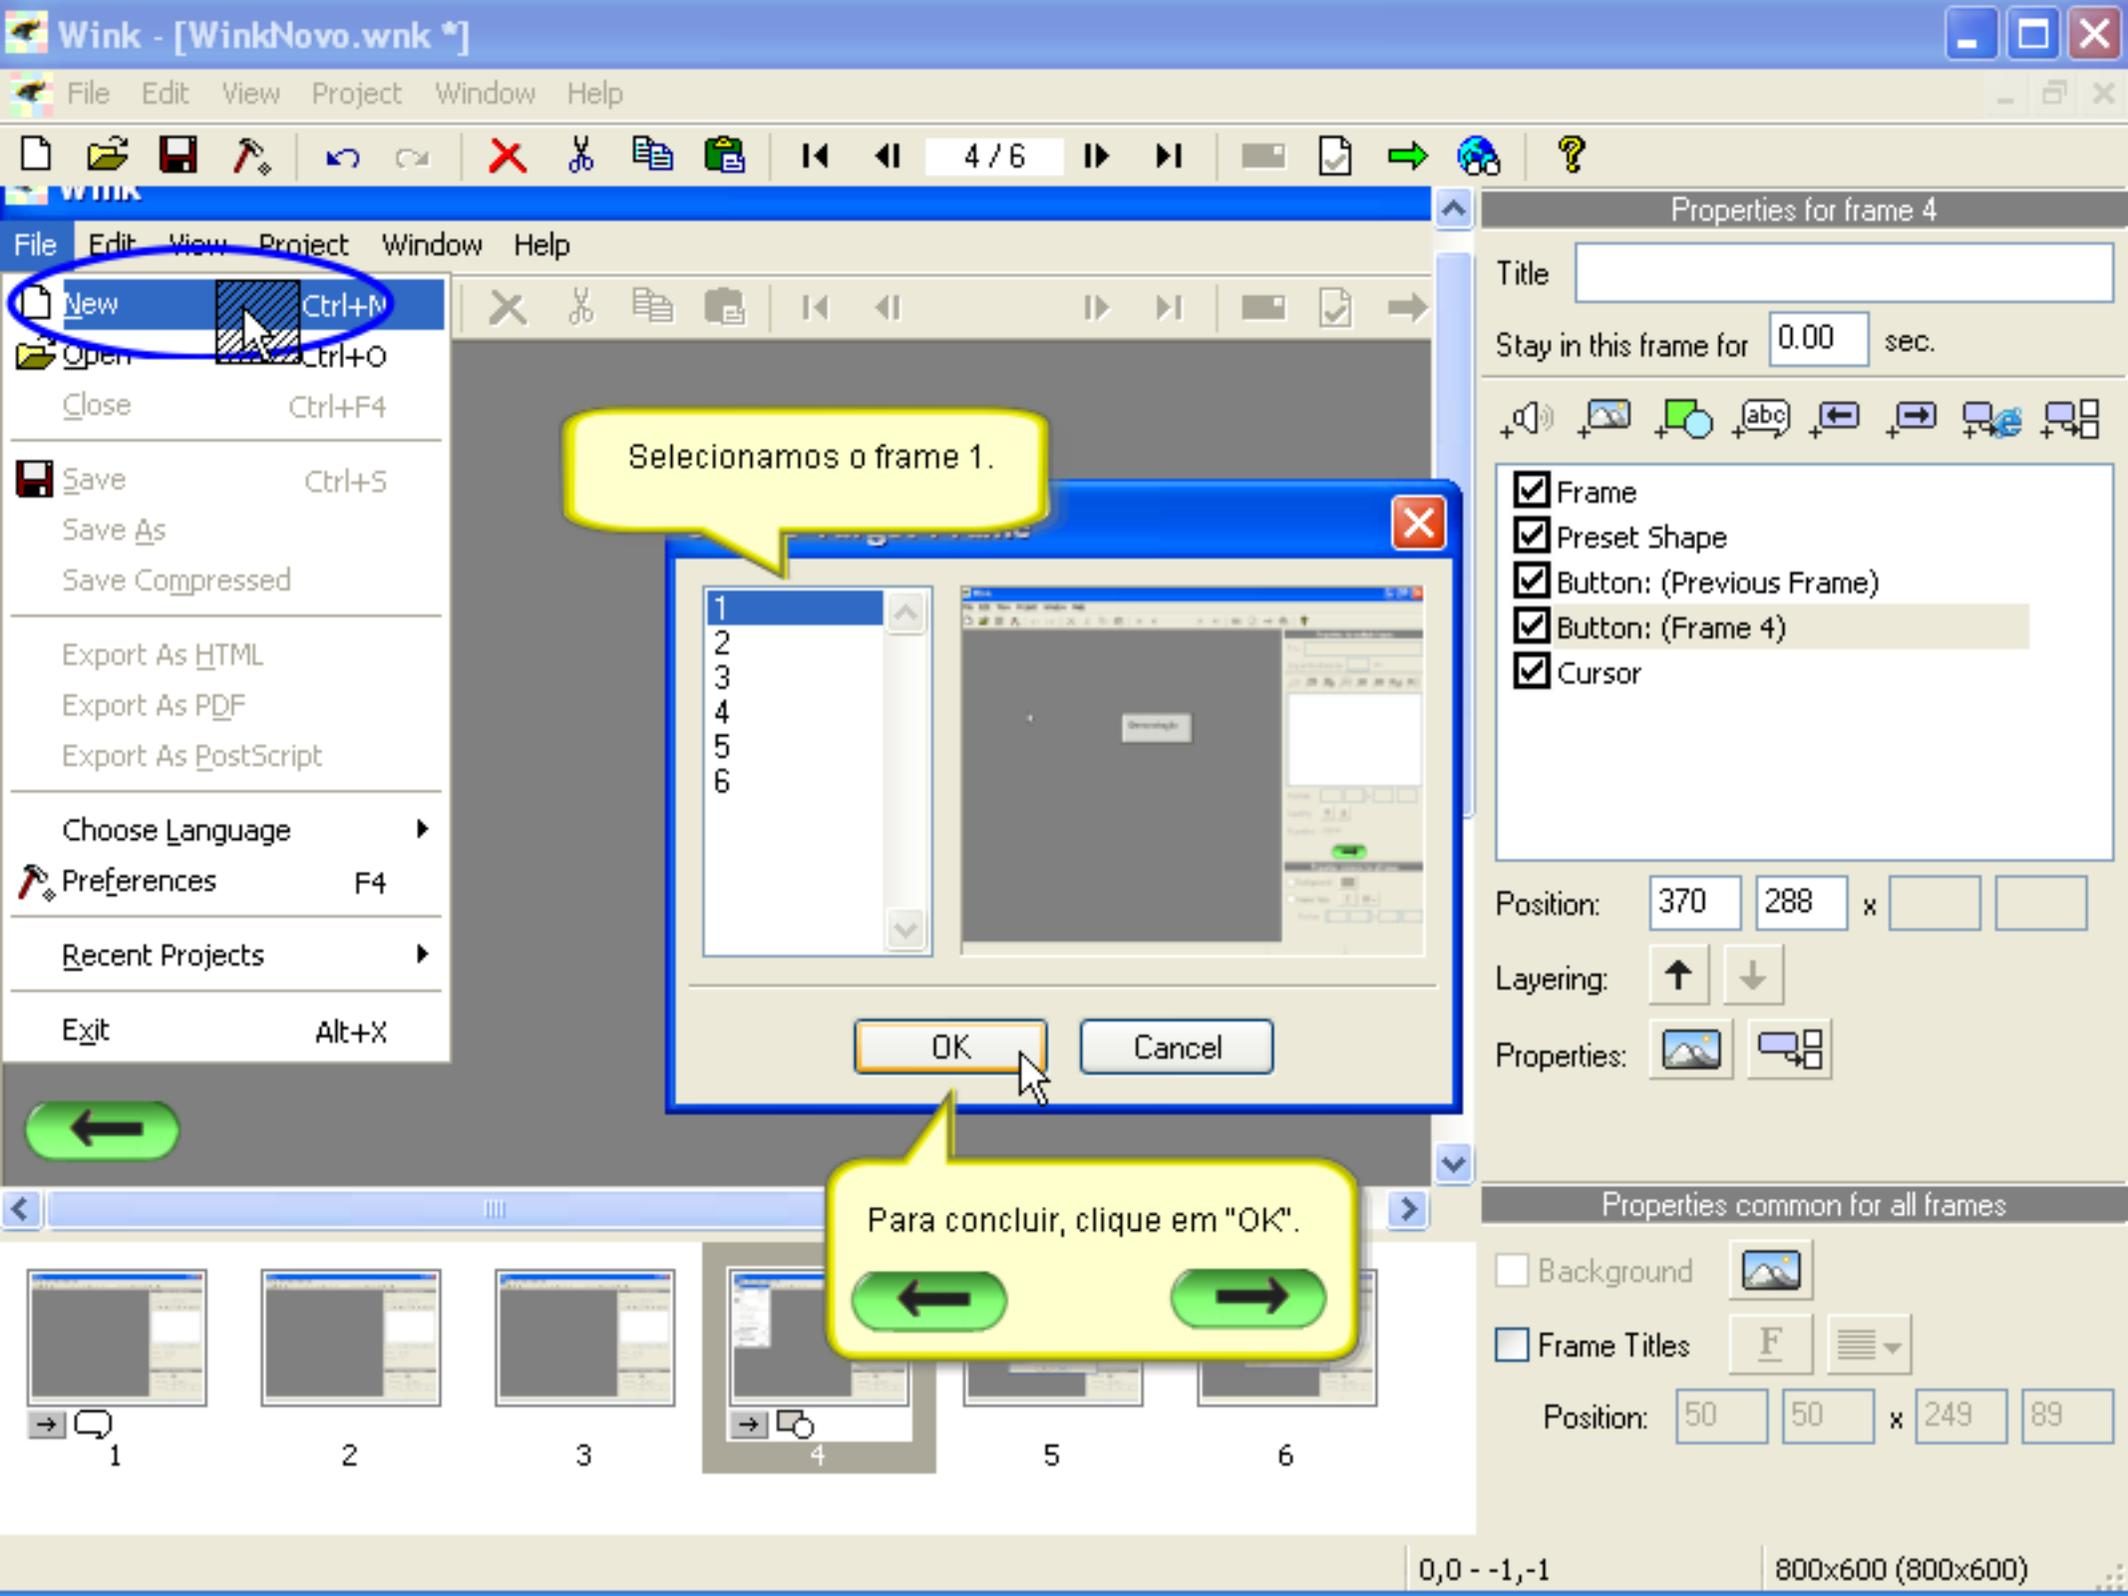 Wink - [WinkNovo.wnk *]
File Edit View Project Window Help
4 / 6
Wink
File Edit View Project Window Help
New Ctrl+N
Open Ctrl+O
Close Ctrl+F4
Save Ctrl+S
Save As
Save Compressed
Export As HTML
Export As PDF
Export As PostScript
Choose Language
Preferences F4
Recent Projects
Exit Alt+X
Selecionamos o frame 1.
Target Frame
1
2
3
4
5
6
OK Cancel
Para concluir, clique em "OK".
Properties for frame 4
Title
Stay in this frame for 0.00 sec.
abc
Frame
Preset Shape
Button: (Previous Frame)
Button: (Frame 4)
Cursor
Position: 370 288 x
Layering:
Properties:
Properties common for all frames
Background
Frame Titles F
Position: 50 50 x 249 89
1 2 3 4 5 6
0,0 - -1,-1 800x600 (800x600)